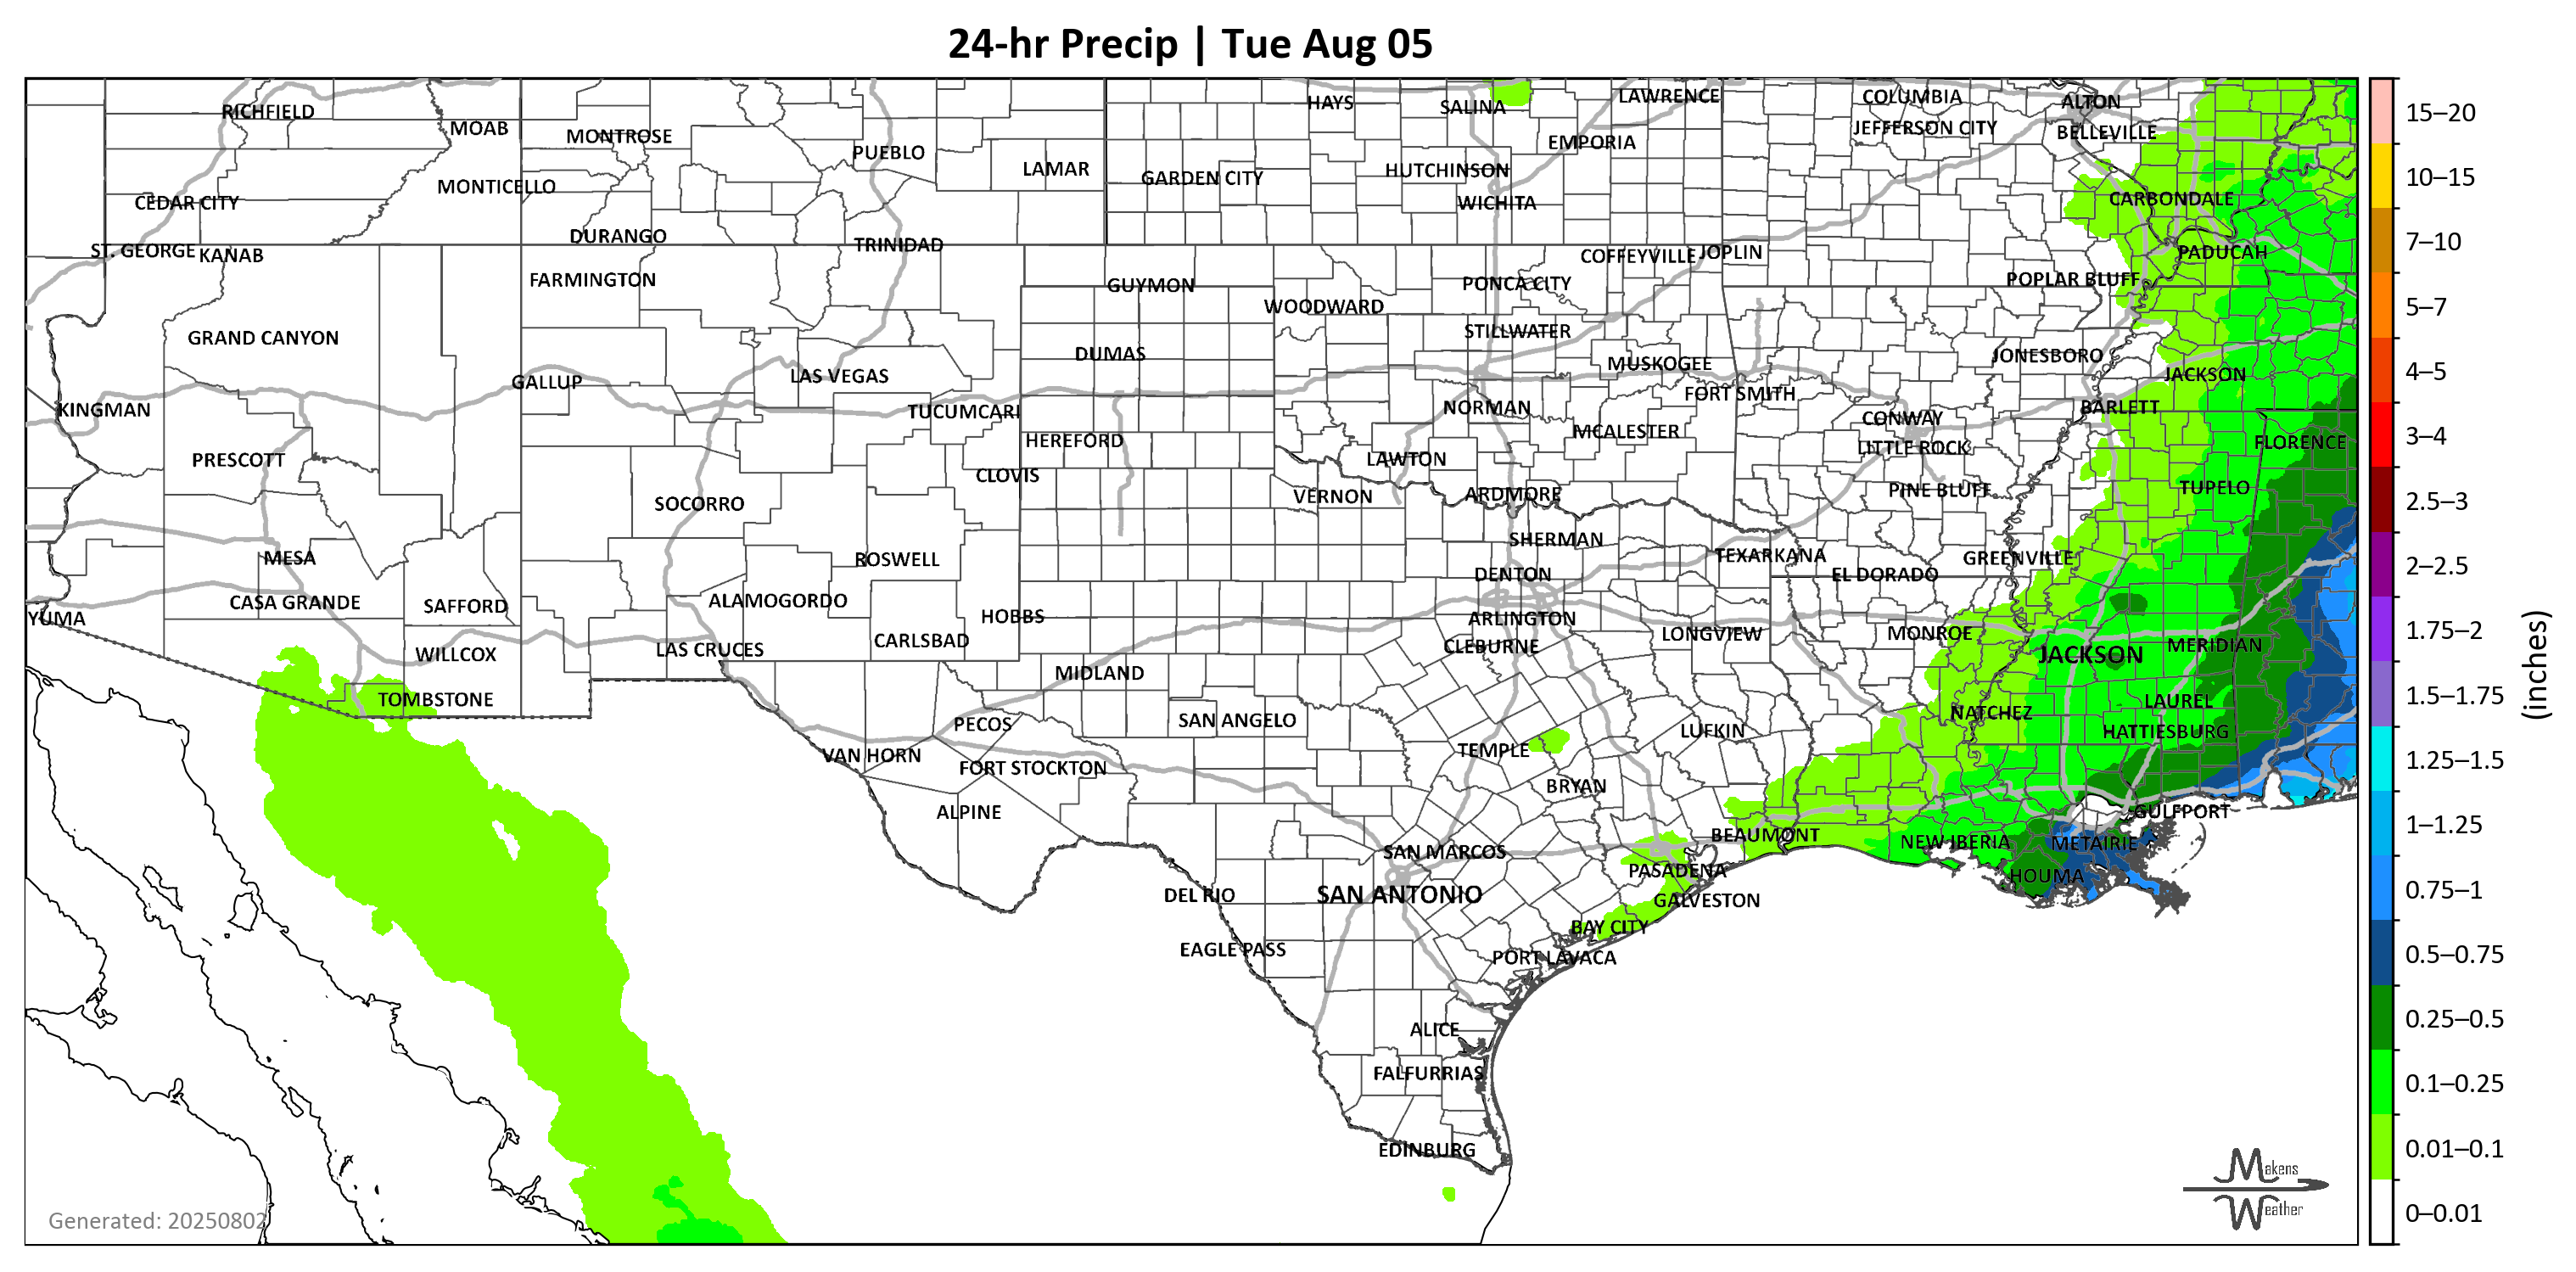 24-hr Precip | Tue Aug 05
RICHFIELD
MOAB
MONTROSE
PUEBLO
LAMAR
HAYS
SALINA
LAWRENCE
EMPORIA
COLUMBIA
JEFFERSON CITY
ALTON
BELLEVILLE
CEDAR CITY
MONTICELLO
GARDEN CITY
HUTCHINSON
WICHITA
CARBONDALE
ST. GEORGE
KANAB
DURANGO
TRINIDAD
COFFEYVILLE
JOPLIN
PADUCAH
FARMINGTON
GUYMON
WOODWARD
PONCA CITY
POPLAR BLUFF
GRAND CANYON
DUMAS
STILLWATER
MUSKOGEE
JONESBORO
GALLUP
LAS VEGAS
FORT SMITH
JACKSON
KINGMAN
TUCUMCARI
NORMAN
CONWAY
BARLETT
HEREFORD
MCALESTER
LITTLE ROCK
FLORENCE
PRESCOTT
CLOVIS
LAWTON
SOCORRO
VERNON
ARDMORE
PINE BLUFF
TUPELO
MESA
ROSWELL
SHERMAN
TEXARKANA
GREENVILLE
DENTON
EL DORADO
CASA GRANDE
SAFFORD
ALAMOGORDO
HOBBS
ARLINGTON
YUMA
WILLCOX
LAS CRUCES
CARLSBAD
CLEBURNE
LONGVIEW
MONROE
JACKSON
MERIDIAN
TOMBSTONE
MIDLAND
LAUREL
PECOS
SAN ANGELO
LUFKIN
NATCHEZ
HATTIESBURG
VAN HORN
FORT STOCKTON
TEMPLE
BRYAN
ALPINE
BEAUMONT
GULFPORT
SAN MARCOS
NEW IBERIA
METAIRIE
DEL RIO
SAN ANTONIO
PASADENA
HOUMA
GALVESTON
EAGLE PASS
BAY CITY
PORT LAVACA
ALICE
FALFURRIAS
EDINBURG
Generated: 20250802
Makens
Weather
15–20
10–15
7–10
5–7
4–5
3–4
2.5–3
2–2.5
1.75–2
1.5–1.75
1.25–1.5
1–1.25
0.75–1
0.5–0.75
0.25–0.5
0.1–0.25
0.01–0.1
0–0.01
(inches)